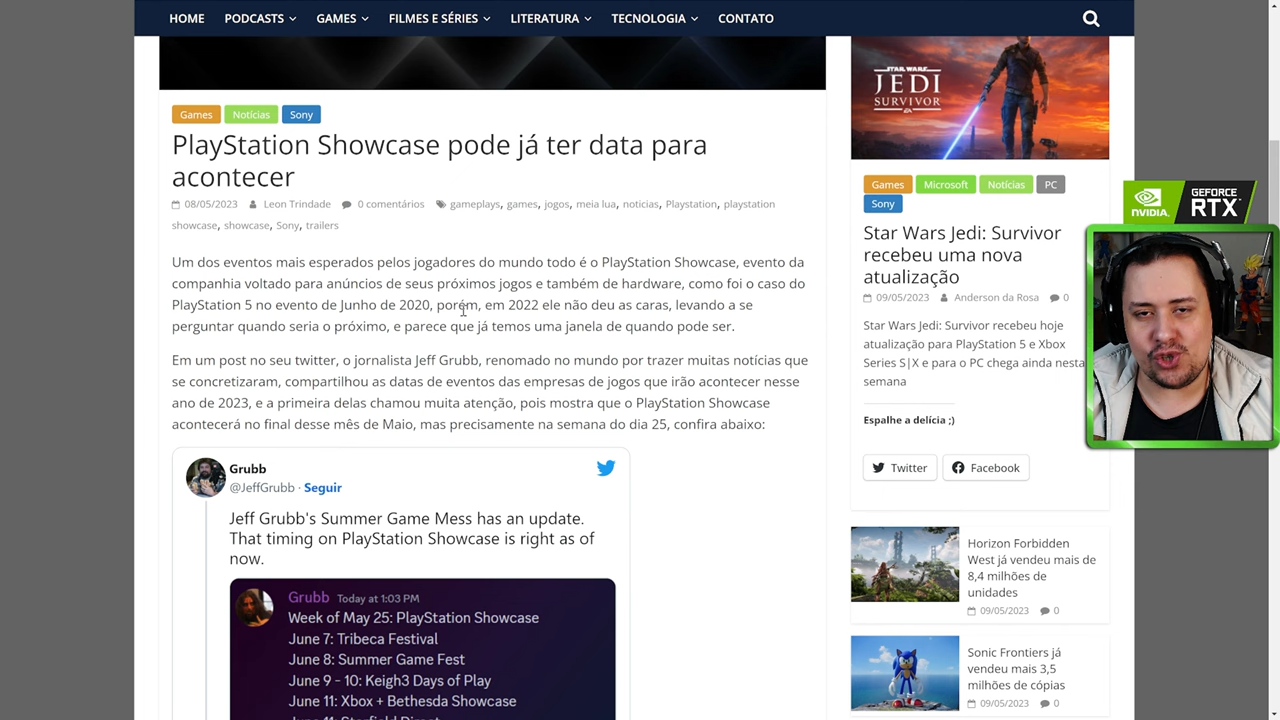 HOME PODCASTS GAMES FILMES E SÉRIES LITERATURA TECNOLOGIA CONTATO
Games Notícias Sony
PlayStation Showcase pode já ter data para
acontecer
08/05/2023 Leon Trindade 0 comentários gameplays, games, jogos, meia lua, noticias, Playstation, playstation
showcase, showcase, Sony, trailers
Um dos eventos mais esperados pelos jogadores do mundo todo é o PlayStation Showcase, evento da
companhia voltado para anúncios de seus próximos jogos e também de hardware, como foi o caso do
PlayStation 5 no evento de Junho de 2020, porém, em 2022 ele não deu as caras, levando a se
perguntar quando seria o próximo, e parece que já temos uma janela de quando pode ser.
Em um post no seu twitter, o jornalista Jeff Grubb, renomado no mundo por trazer muitas notícias que
se concretizaram, compartilhou as datas de eventos das empresas de jogos que irão acontecer nesse
ano de 2023, e a primeira delas chamou muita atenção, pois mostra que o PlayStation Showcase
acontecerá no final desse mês de Maio, mas precisamente na semana do dia 25, confira abaixo:
Grubb
@JeffGrubb · Seguir
Jeff Grubb's Summer Game Mess has an update.
That timing on PlayStation Showcase is right as of
now.
Grubb Today at 1:03 PM
Week of May 25: PlayStation Showcase
June 7: Tribeca Festival
June 8: Summer Game Fest
June 9 - 10: Keigh3 Days of Play
June 11: Xbox + Bethesda Showcase
June 11: Starfield Direct
STAR WARS
JEDI
SURVIVOR
EA
Games Microsoft Notícias PC
Sony
Star Wars Jedi: Survivor
recebeu uma nova
atualização
09/05/2023 Anderson da Rosa 0
Star Wars Jedi: Survivor recebeu hoje
atualização para PlayStation 5 e Xbox
Series S|X e para o PC chega ainda nesta
semana
Espalhe a delícia ;)
Twitter Facebook
Horizon Forbidden
West já vendeu mais de
8,4 milhões de
unidades
09/05/2023 0
Sonic Frontiers já
vendeu mais 3,5
milhões de cópias
09/05/2023 0
NVIDIA.
GEFORCE
RTX